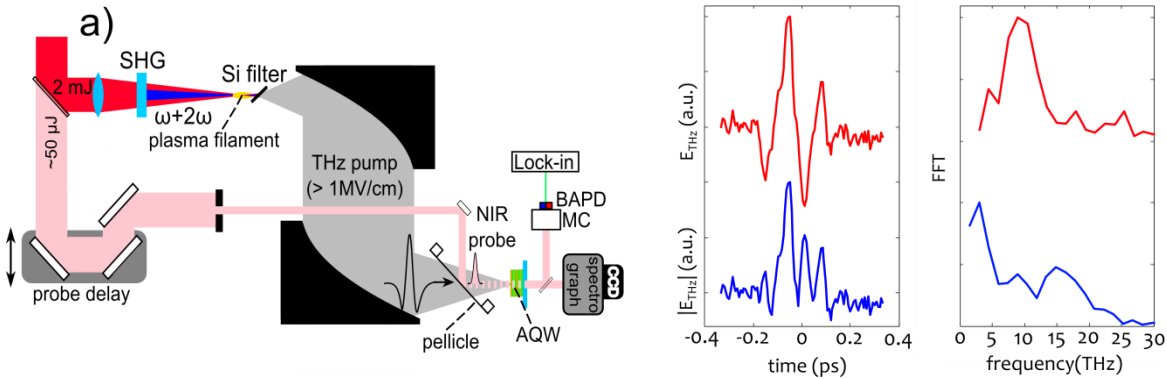 a)
SHG
Si filter
2 mJ
ω+2ω
plasma filament
~50 μJ
THz pump
(> 1MV/cm)
Lock-in
BAPD
MC
NIR
probe
spectro
graph
CCD
probe delay
pellicle
AQW
E_THz (a.u.)
|E_THz| (a.u.)
-0.4 -0.2 0 0.2 0.4
time (ps)
FFT
0 5 10 15 20 25 30
frequency(THz)